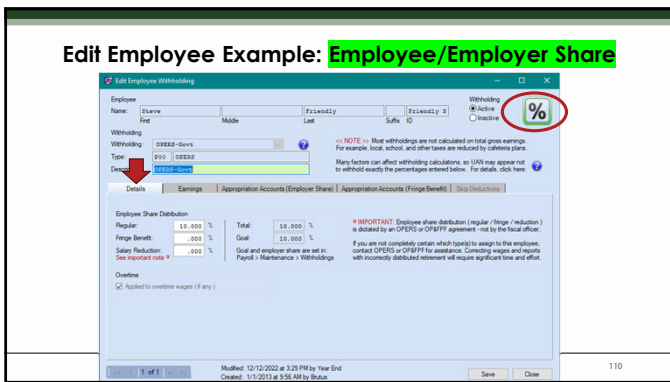 Edit Employee Example: Employee/Employer Share
Edit Employee Withholding
Employee
Name: Steve Friendly Friendly S
First Middle Last Suffix ID
Withholding
Active
Inactive
%
Withholding
Withholding: OPERS-Govt
Type: P00 OPERS
Desc OPERS-Govt
<< NOTE >> Most withholdings are not calculated on total gross earnings.
For example, local, school, and other taxes are reduced by cafeteria plans.
Many factors can affect withholding calculations, so UAN may appear not
to withhold exactly the percentages entered below. For details, click here:
Details Earnings Appropriation Accounts (Employer Share) Appropriation Accounts (Fringe Benefit) Skip Deductions
Employee Share Distribution
Regular: 10.000 % Total: 10.000 %
Fringe Benefit: .000 % Goal: 10.000 %
Salary Reduction: .000 % Goal and employer share are set in:
See important note * Payroll > Maintenance > Withholdings
* IMPORTANT: Employee share distribution ( regular / fringe / reduction )
is dictated by an OPERS or OP&FPF agreement - not by the fiscal officer.
If you are not completely certain which type(s) to assign to this employee,
contact OPERS or OP&FPF for assistance. Correcting wages and reports
with incorrectly distributed retirement will require significant time and effort.
Overtime
Applied to overtime wages ( if any )
1 of 1
Modified: 12/12/2022 at 3:29 PM by Year End
Created: 1/1/2013 at 9:56 AM by Brutus
Save Close
110